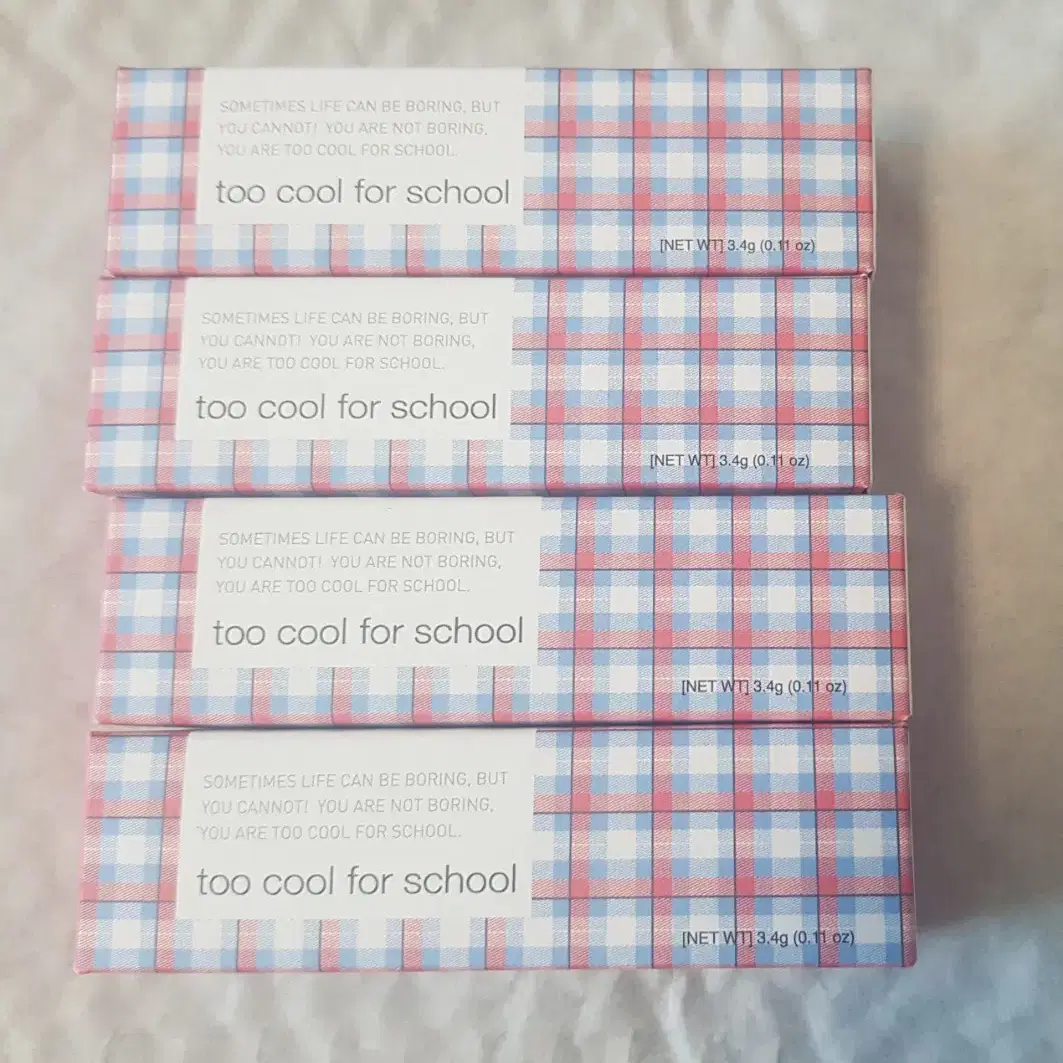 SOMETIMES LIFE CAN BE BORING, BUT
YOU CANNOT! YOU ARE NOT BORING,
YOU ARE TOO COOL FOR SCHOOL.
too cool for school
[NET WT] 3.4g (0.11 oz)
SOMETIMES LIFE CAN BE BORING, BUT
YOU CANNOT! YOU ARE NOT BORING,
YOU ARE TOO COOL FOR SCHOOL.
too cool for school
[NET WT] 3.4g (0.11 oz)
SOMETIMES LIFE CAN BE BORING, BUT
YOU CANNOT! YOU ARE NOT BORING,
YOU ARE TOO COOL FOR SCHOOL.
too cool for school
[NET WT] 3.4g (0.11 oz)
SOMETIMES LIFE CAN BE BORING, BUT
YOU CANNOT! YOU ARE NOT BORING,
YOU ARE TOO COOL FOR SCHOOL.
too cool for school
[NET WT] 3.4g (0.11 oz)